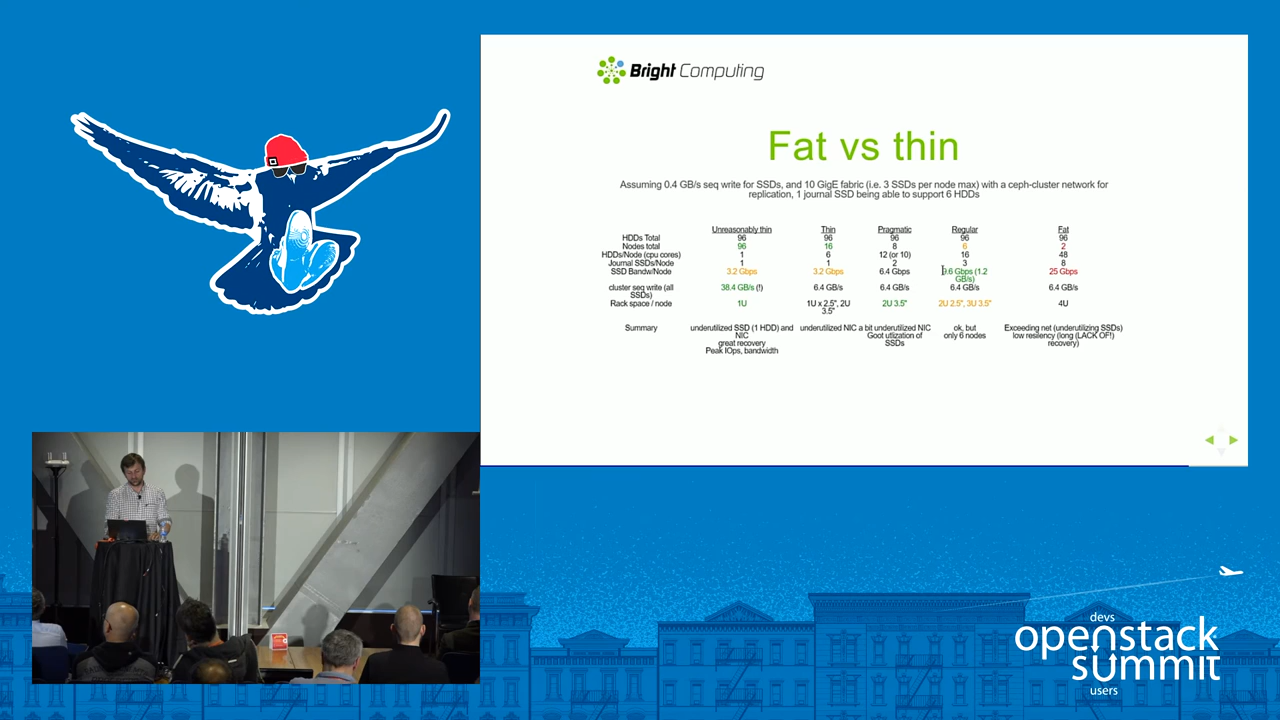 Bright Computing
Fat vs thin
Assuming 0.4 GB/s seq write for SSDs, and 10 GigE fabric (i.e. 3 SSDs per node max) with a ceph-cluster network for
replication, 1 journal SSD being able to support 6 HDDs
Unreasonably thin Thin Pragmatic Regular Fat
HDDs Total 96 96 96 96 96
Nodes total 96 16 8 6 2
HDDs/Node (cpu cores) 1 6 12 (or 10) 16 48
Journal SSDs/Node 1 1 2 3 8
SSD Bandw/Node 3.2 Gbps 3.2 Gbps 6.4 Gbps 9.6 Gbps (1.2 25 Gbps
GB/s)
cluster seq write (all 38.4 GB/s (!) 6.4 GB/s 6.4 GB/s 6.4 GB/s 6.4 GB/s
SSDs)
Rack space / node 1U 1U x 2.5", 2U 2U 3.5" 2U 2.5", 3U 3.5" 4U
3.5"
Summary underutilized SSD (1 HDD) and underutilized NIC a bit underutilized NIC ok, but Exceeding net (underutilizing SSDs)
NIC Goot utlization of only 6 nodes low resilency (long (LACK OF!)
great recovery SSDs recovery)
Peak IOps, bandwidth
devs
openstack
summit
users